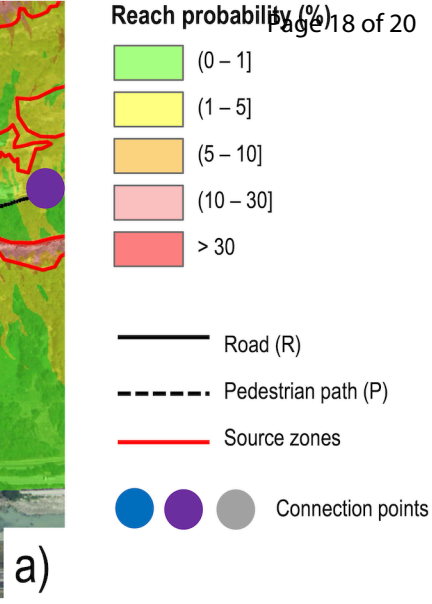 Reach probability (%)
Page 18 of 20
(0 – 1]
(1 – 5]
(5 – 10]
(10 – 30]
> 30
Road (R)
Pedestrian path (P)
Source zones
Connection points
a)